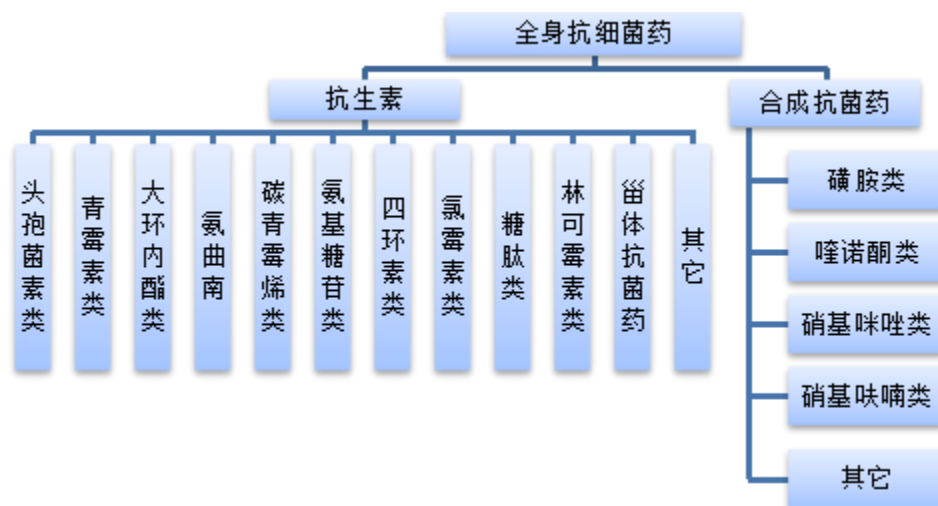 全身抗细菌药
抗生素
合成抗菌药
头孢菌素类
青霉素类
大环内酯类
氨曲南
碳青霉烯类
氨基糖苷类
四环素类
氯霉素类
糖肽类
林可霉素类
甾体抗菌药
其它
磺胺类
喹诺酮类
硝基咪唑类
硝基呋喃类
其它